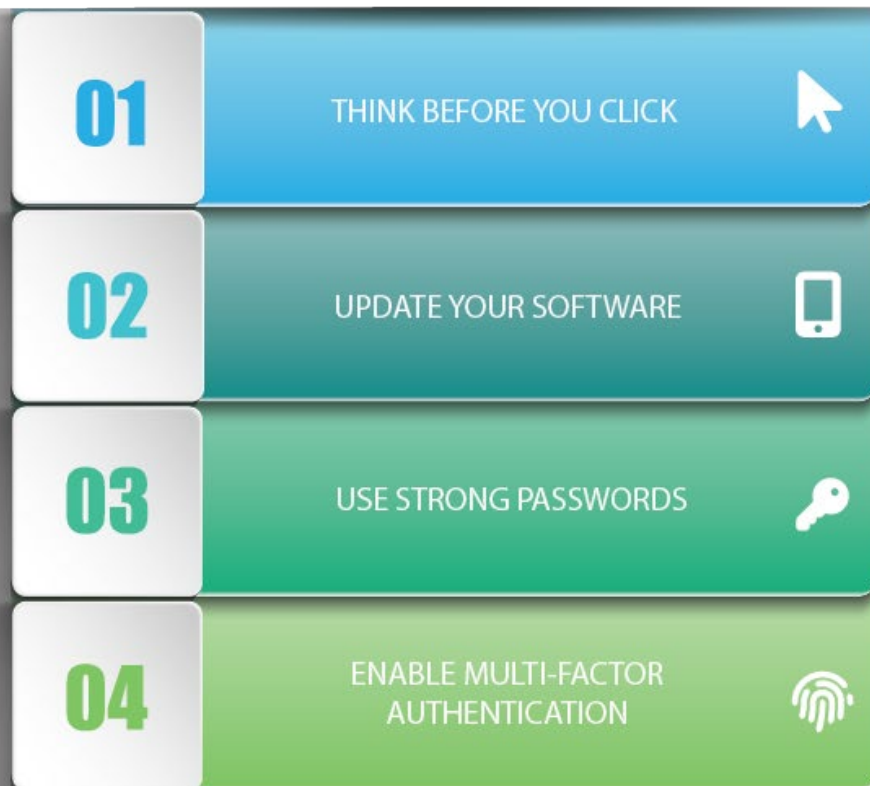 01
THINK BEFORE YOU CLICK
02
UPDATE YOUR SOFTWARE
03
USE STRONG PASSWORDS
04
ENABLE MULTI-FACTOR
AUTHENTICATION